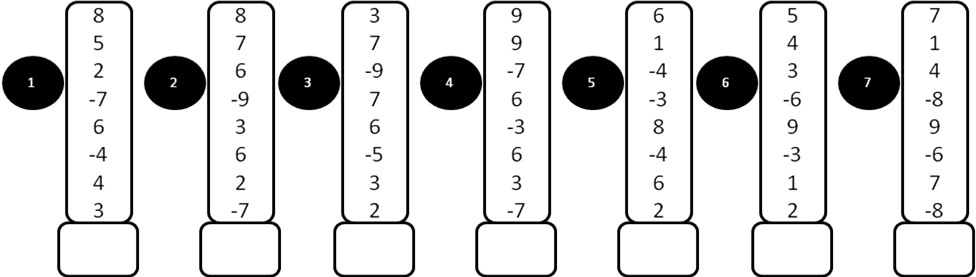 8 8 3 9 6 5 7
5 7 7 9 1 4 1
2 6 -9 -7 -4 3 4
1 2 3 4 5 6 7
-7 -9 7 6 -3 -6 -8
6 3 6 -3 8 9 9
-4 6 -5 6 -4 -3 -6
4 2 3 3 6 1 7
3 -7 2 -7 2 2 -8